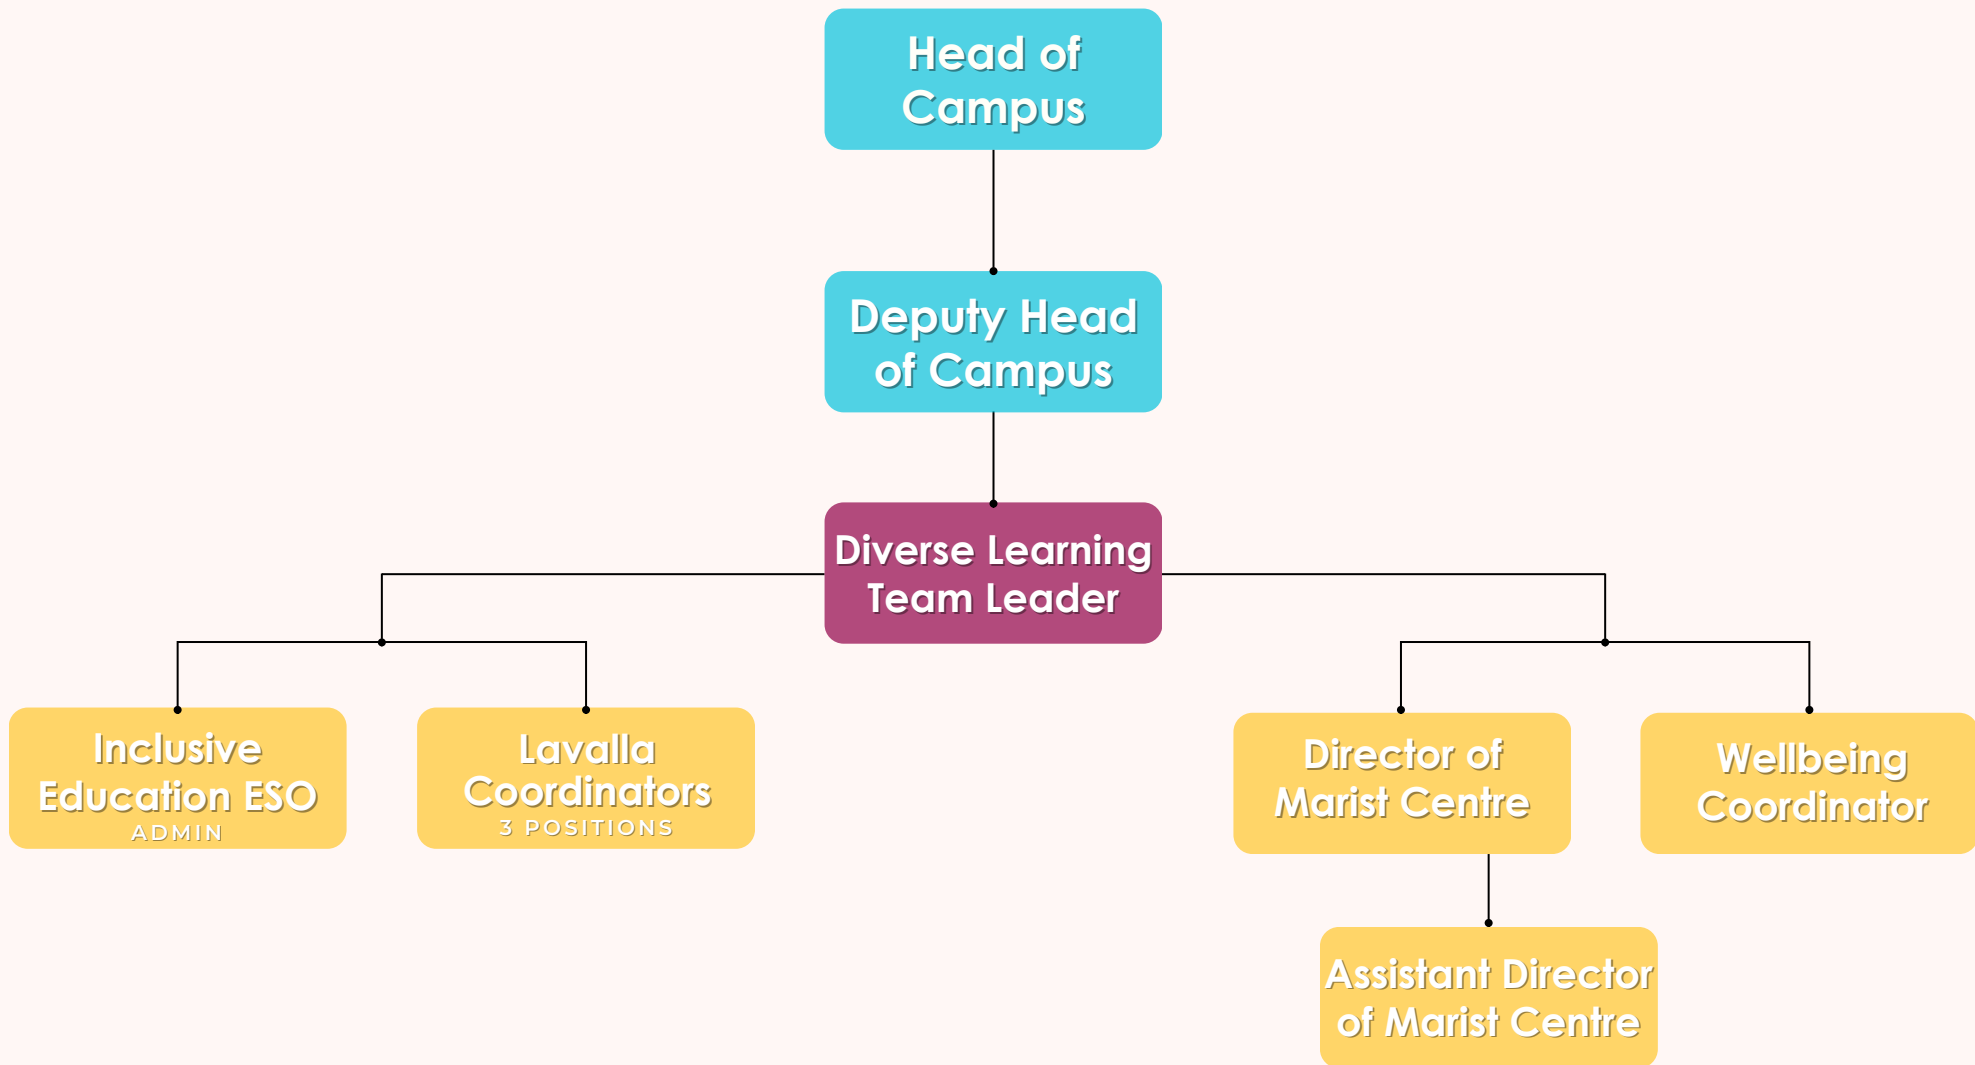 Head of
Campus
Deputy Head
of Campus
Diverse Learning
Team Leader
Inclusive
Education ESO
ADMIN
Lavalla
Coordinators
3 POSITIONS
Director of
Marist Centre
Wellbeing
Coordinator
Assistant Director
of Marist Centre